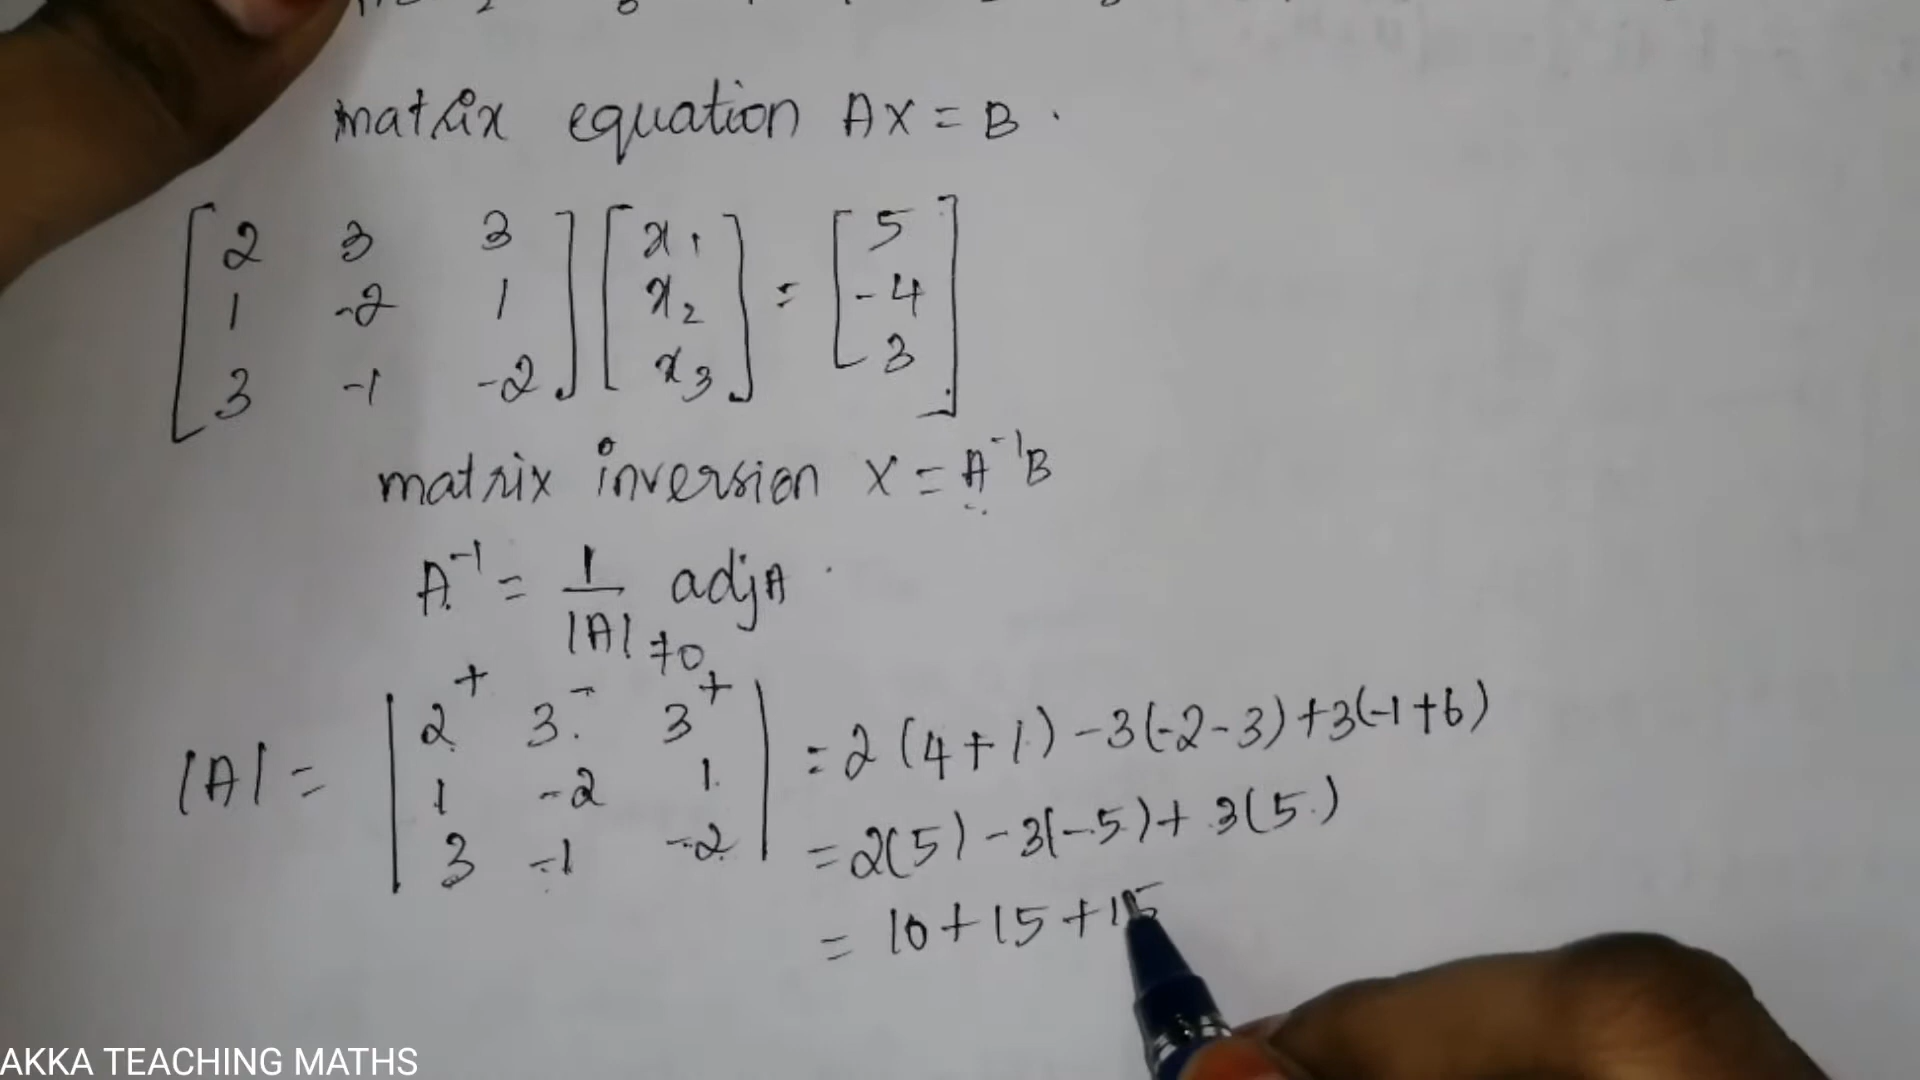 matrix equation AX = B.
[2 3 3; 1 -2 1; 3 -1 -2] [x₁; x₂; x₃] = [5; -4; 3]
matrix inversion X = A⁻¹B
A⁻¹ = 1/|A| adj A
|A| ≠ 0
|A| = |2⁺ 3⁻ 3⁺; 1 -2 1; 3 -1 -2| = 2(4+1) -3(-2-3)+3(-1+6)
= 2(5) -3(-5)+ 3(5)
= 10+15+15
AKKA TEACHING MATHS